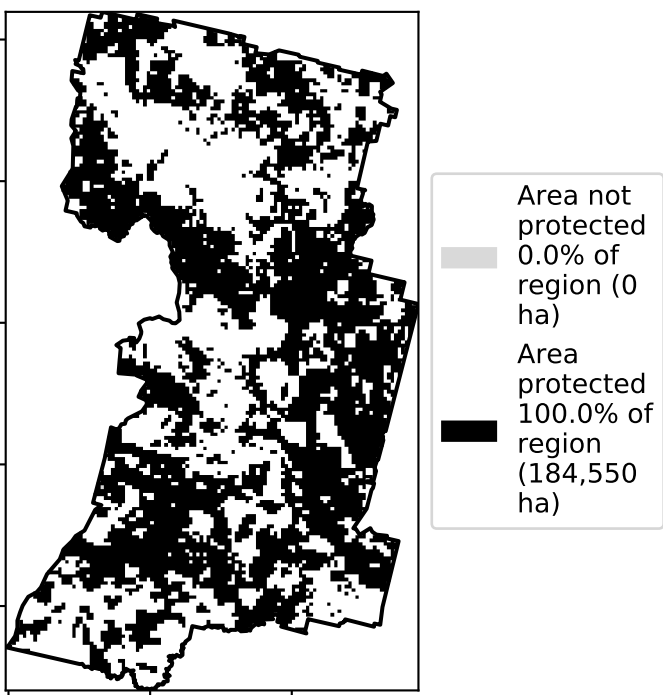 Area not
protected
0.0% of
region (0
ha)
Area
protected
100.0% of
region
(184,550
ha)